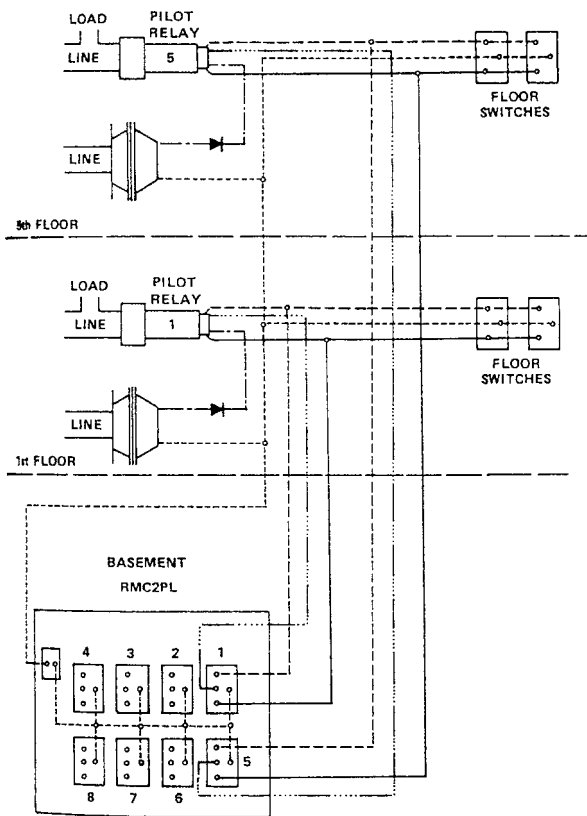 LOAD
LINE
PILOT
RELAY
5
FLOOR
SWITCHES
LINE
5th FLOOR
LOAD
LINE
PILOT
RELAY
1
FLOOR
SWITCHES
LINE
1rt FLOOR
BASEMENT
RMC2PL
4 3 2 1
8 7 6 5